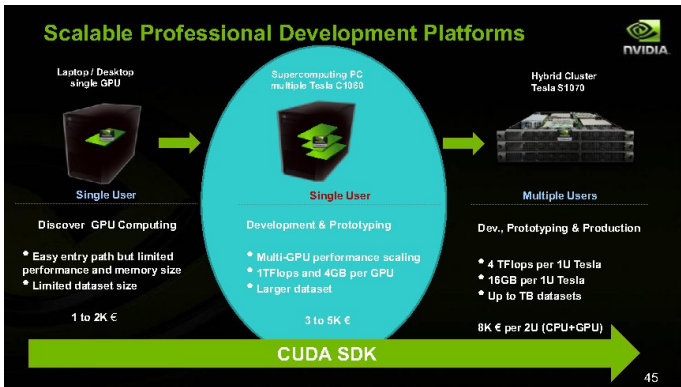 Scalable Professional Development Platforms
NVIDIA
Laptop / Desktop
single GPU
Single User
Discover GPU Computing
• Easy entry path but limited
performance and memory size
• Limited dataset size
1 to 2K €
Supercomputing PC
multiple Tesla C1060
Single User
Development & Prototyping
• Multi-GPU performance scaling
• 1TFlops and 4GB per GPU
• Larger dataset
3 to 5K €
Hybrid Cluster
Tesla S1070
Multiple Users
Dev., Prototyping & Production
• 4 TFlops per 1U Tesla
• 16GB per 1U Tesla
• Up to TB datasets
8K € per 2U (CPU+GPU)
CUDA SDK
45